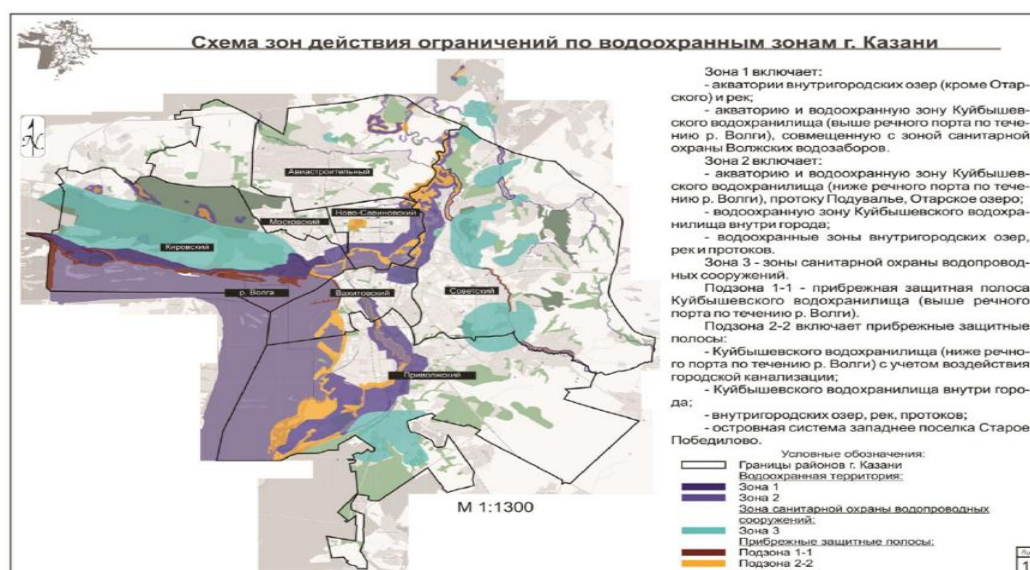 Схема зон действия ограничений по водоохранным зонам г. Казани
Зона 1 включает:
- акватории внутригородских озер (кроме Отар-
ского) и рек;
- акваторию и водоохранную зону Куйбышев-
ского водохранилища (выше речного порта по тече-
нию р. Волги), совмещенную с зоной санитарной
охраны Волжских водозаборов.
Зона 2 включает:
- акваторию и водоохранную зону Куйбышев-
ского водохранилища (ниже речного порта по тече-
нию р. Волги), протоку Подувалье, Отарское озеро;
- водоохранную зону Куйбышевского водохра-
нилища внутри города;
- водоохранные зоны внутригородских озер,
рек и протоков.
Зона 3 - зоны санитарной охраны водопровод-
ных сооружений.
Подзона 1-1 - прибрежная защитная полоса
Куйбышевского водохранилища (выше речного
порта по течению р. Волги).
Подзона 2-2 включает прибрежные защитные
полосы:
- Куйбышевского водохранилища (ниже речно-
го порта по течению р. Волги) с учетом воздействия
городской канализации;
- Куйбышевского водохранилища внутри горо-
да;
- внутригородских озер, рек, протоков;
- островная система западнее поселка Старое
Победилово.
Условные обозначения:
Границы районов г. Казани
Водоохранная территория:
Зона 1
Зона 2
Зона санитарной охраны водопроводных
сооружений:
Зона 3
Прибрежные защитные полосы:
Подзона 1-1
Подзона 2-2
Авиастроительный
Ново-Савиновский
Московский
Кировский
р. Волга
Вахитовский
Советский
Приволжский
М 1:1300